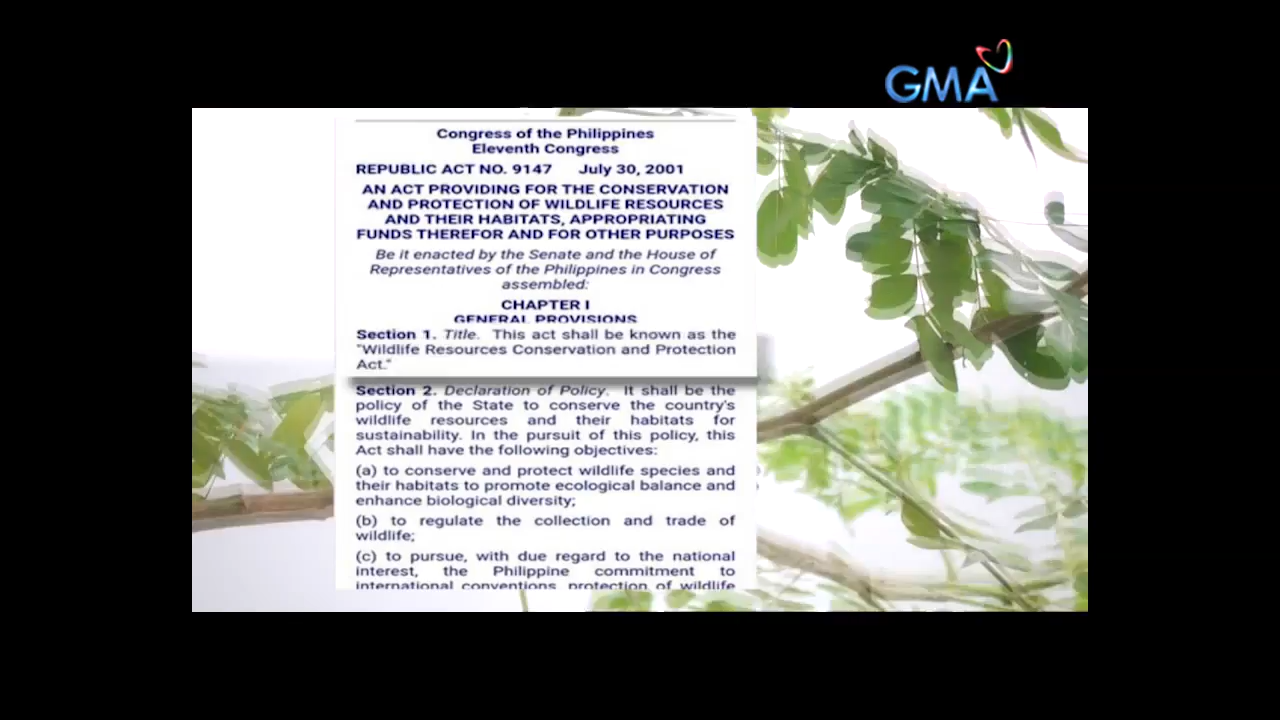 GMA
Congress of the Philippines
Eleventh Congress
REPUBLIC ACT NO. 9147 July 30, 2001
AN ACT PROVIDING FOR THE CONSERVATION
AND PROTECTION OF WILDLIFE RESOURCES
AND THEIR HABITATS, APPROPRIATING
FUNDS THEREFOR AND FOR OTHER PURPOSES
Be it enacted by the Senate and the House of
Representatives of the Philippines in Congress
assembled:
CHAPTER I
GENERAL PROVISIONS
Section 1. Title. This act shall be known as the
"Wildlife Resources Conservation and Protection
Act."
Section 2. Declaration of Policy. It shall be the
policy of the State to conserve the country's
wildlife resources and their habitats for
sustainability. In the pursuit of this policy, this
Act shall have the following objectives:
(a) to conserve and protect wildlife species and
their habitats to promote ecological balance and
enhance biological diversity;
(b) to regulate the collection and trade of
wildlife;
(c) to pursue, with due regard to the national
interest, the Philippine commitment to
international conventions, protection of wildlife